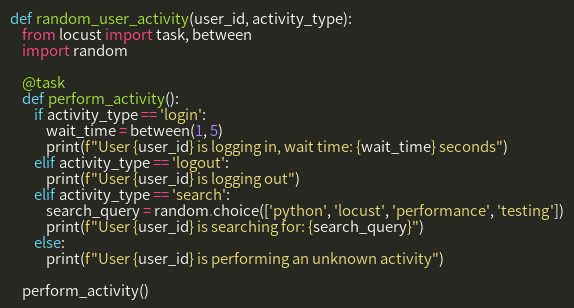 def random_user_activity(user_id, activity_type):
    from locust import task, between
    import random

    @task
    def perform_activity():
        if activity_type == 'login':
            wait_time = between(1, 5)
            print(f"User {user_id} is logging in, wait time: {wait_time} seconds")
        elif activity_type == 'logout':
            print(f"User {user_id} is logging out")
        elif activity_type == 'search':
            search_query = random.choice(['python', 'locust', 'performance', 'testing'])
            print(f"User {user_id} is searching for: {search_query}")
        else:
            print(f"User {user_id} is performing an unknown activity")

    perform_activity()